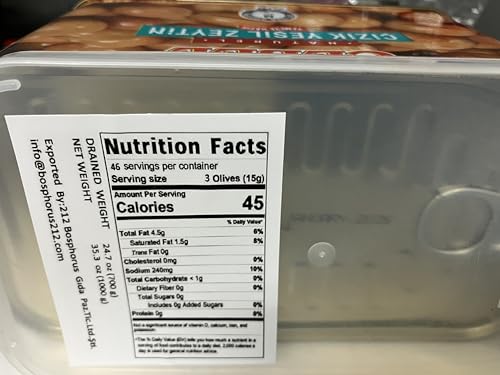 CIZIK YEŞİL ZEYTİN
• NATUREL •
Nutrition Facts
46 servings per container
Serving size 3 Olives (15g)
Amount Per Serving
Calories 45
% Daily Value*
Total Fat 4.5g 6%
Saturated Fat 1.5g 8%
Trans Fat 0g
Cholesterol 0mg 0%
Sodium 240mg 10%
Total Carbohydrate < 1g 0%
Dietary Fiber 0g 0%
Total Sugars 0g
Includes 0g Added Sugars 0%
Protein 0g 0%
Not a significant source of vitamin D, calcium, iron, and
potassium
*The % Daily Value (DV) tells you how much a nutrient in a
serving of food contributes to a daily diet. 2,000 calories a
day is used for general nutrition advice.
DRAINED WEIGHT 24.7 oz (700 g)
NET WEIGHT 35.3 oz (1000 g)
Exported By:212 Bosphorus Gıda Paz.Tic.Ltd.Şti.
info@bosphorus212.com